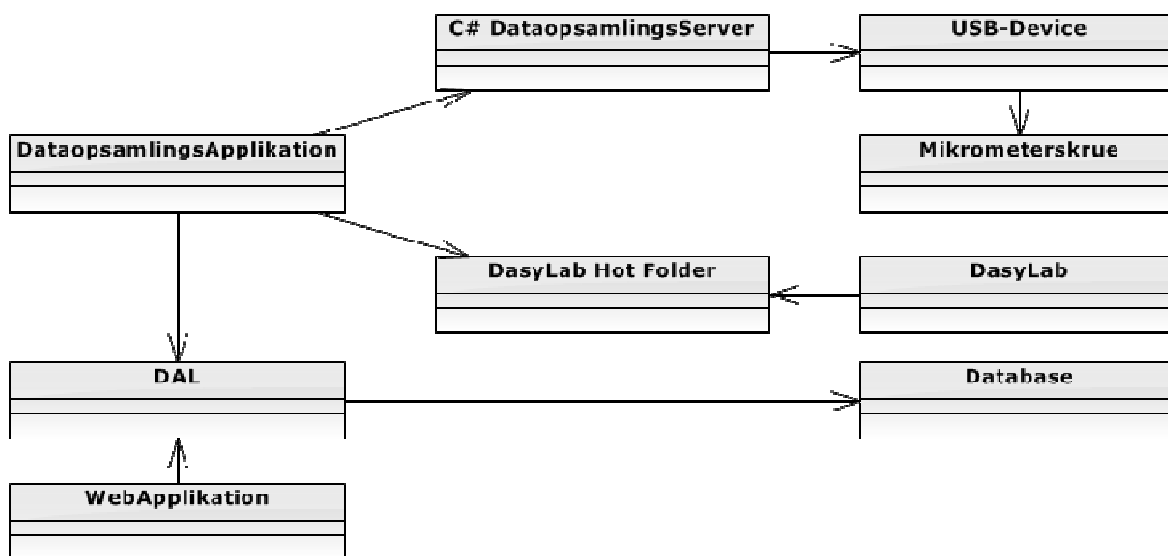 C# DataopsamlingsServer
USB-Device
DataopsamlingsApplikation
Mikrometerskrue
DasyLab Hot Folder
DasyLab
DAL
Database
WebApplikation